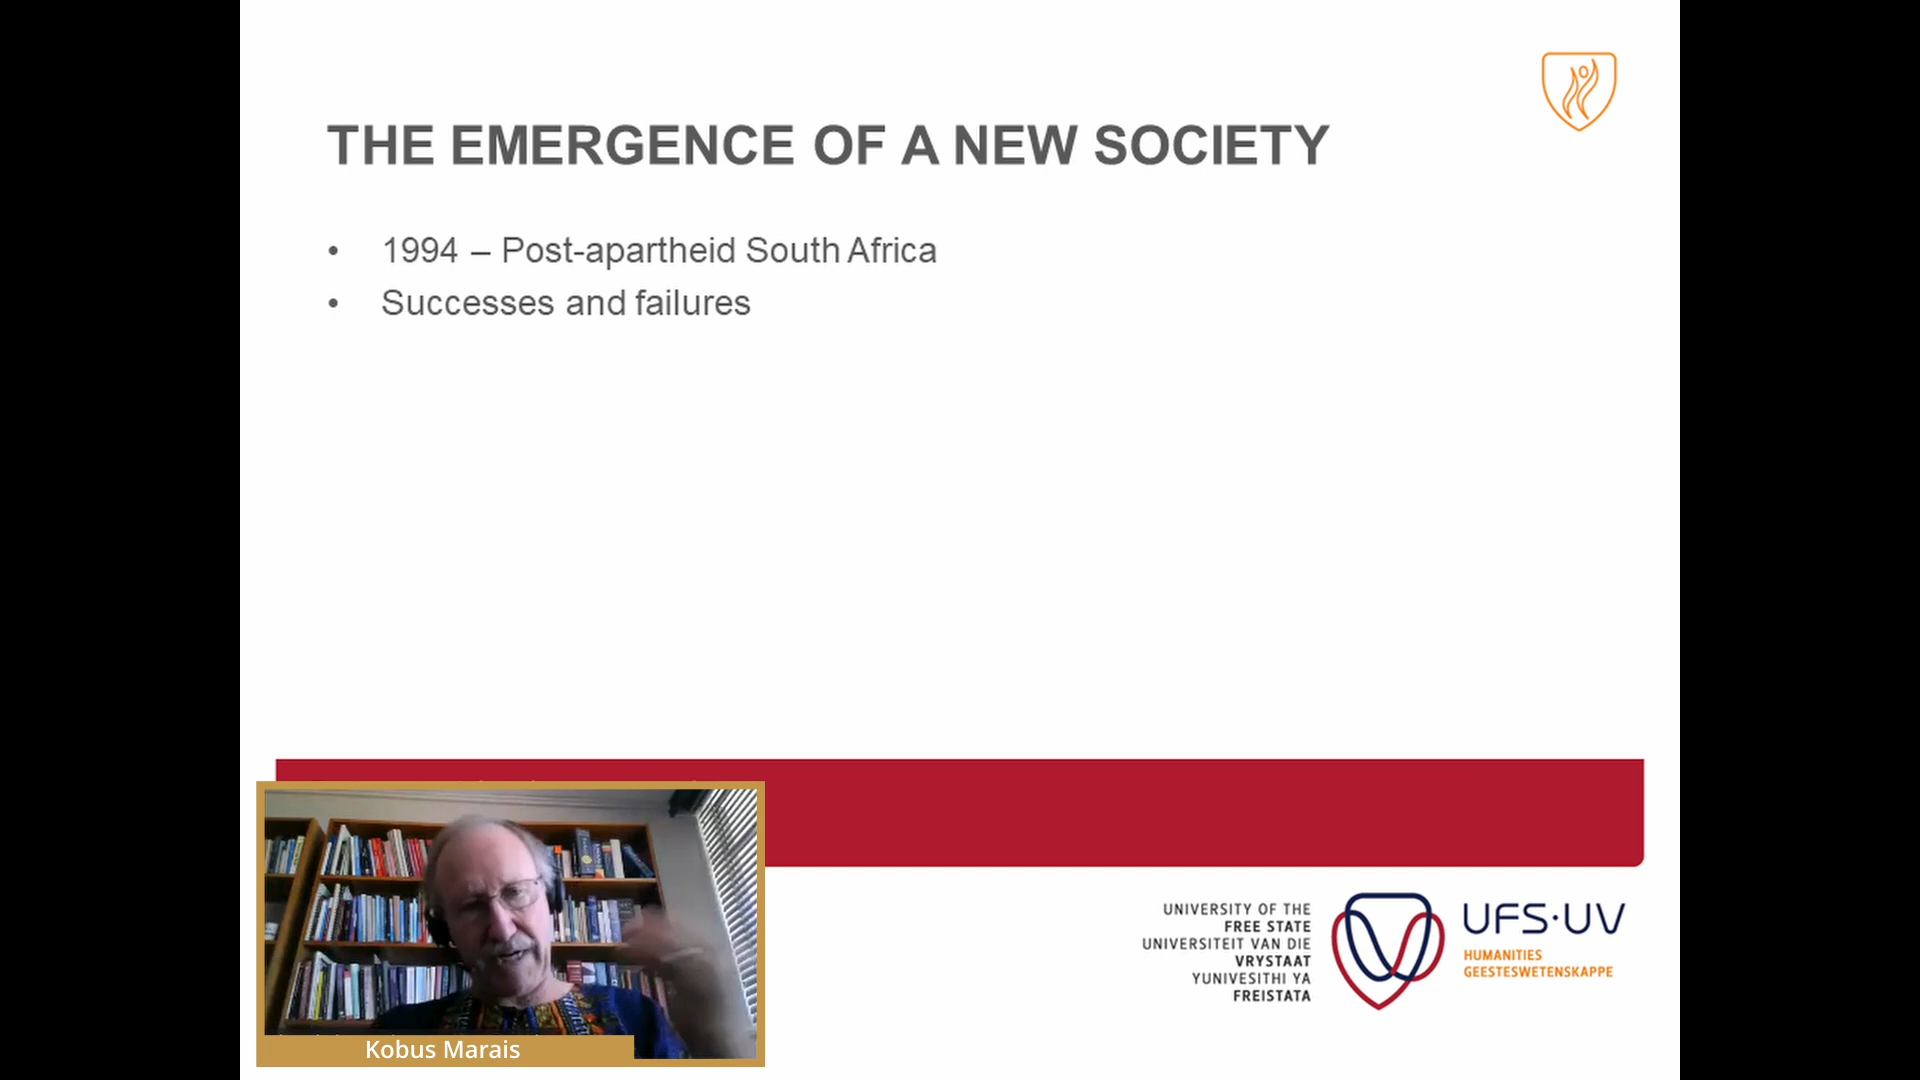 THE EMERGENCE OF A NEW SOCIETY
• 1994 – Post-apartheid South Africa
• Successes and failures
UNIVERSITY OF THE
FREE STATE
UNIVERSITEIT VAN DIE
VRYSTAAT
YUNIVESITHI YA
FREISTATA
UFS·UV
HUMANITIES
GEESTESWETENSKAPPE
Kobus Marais